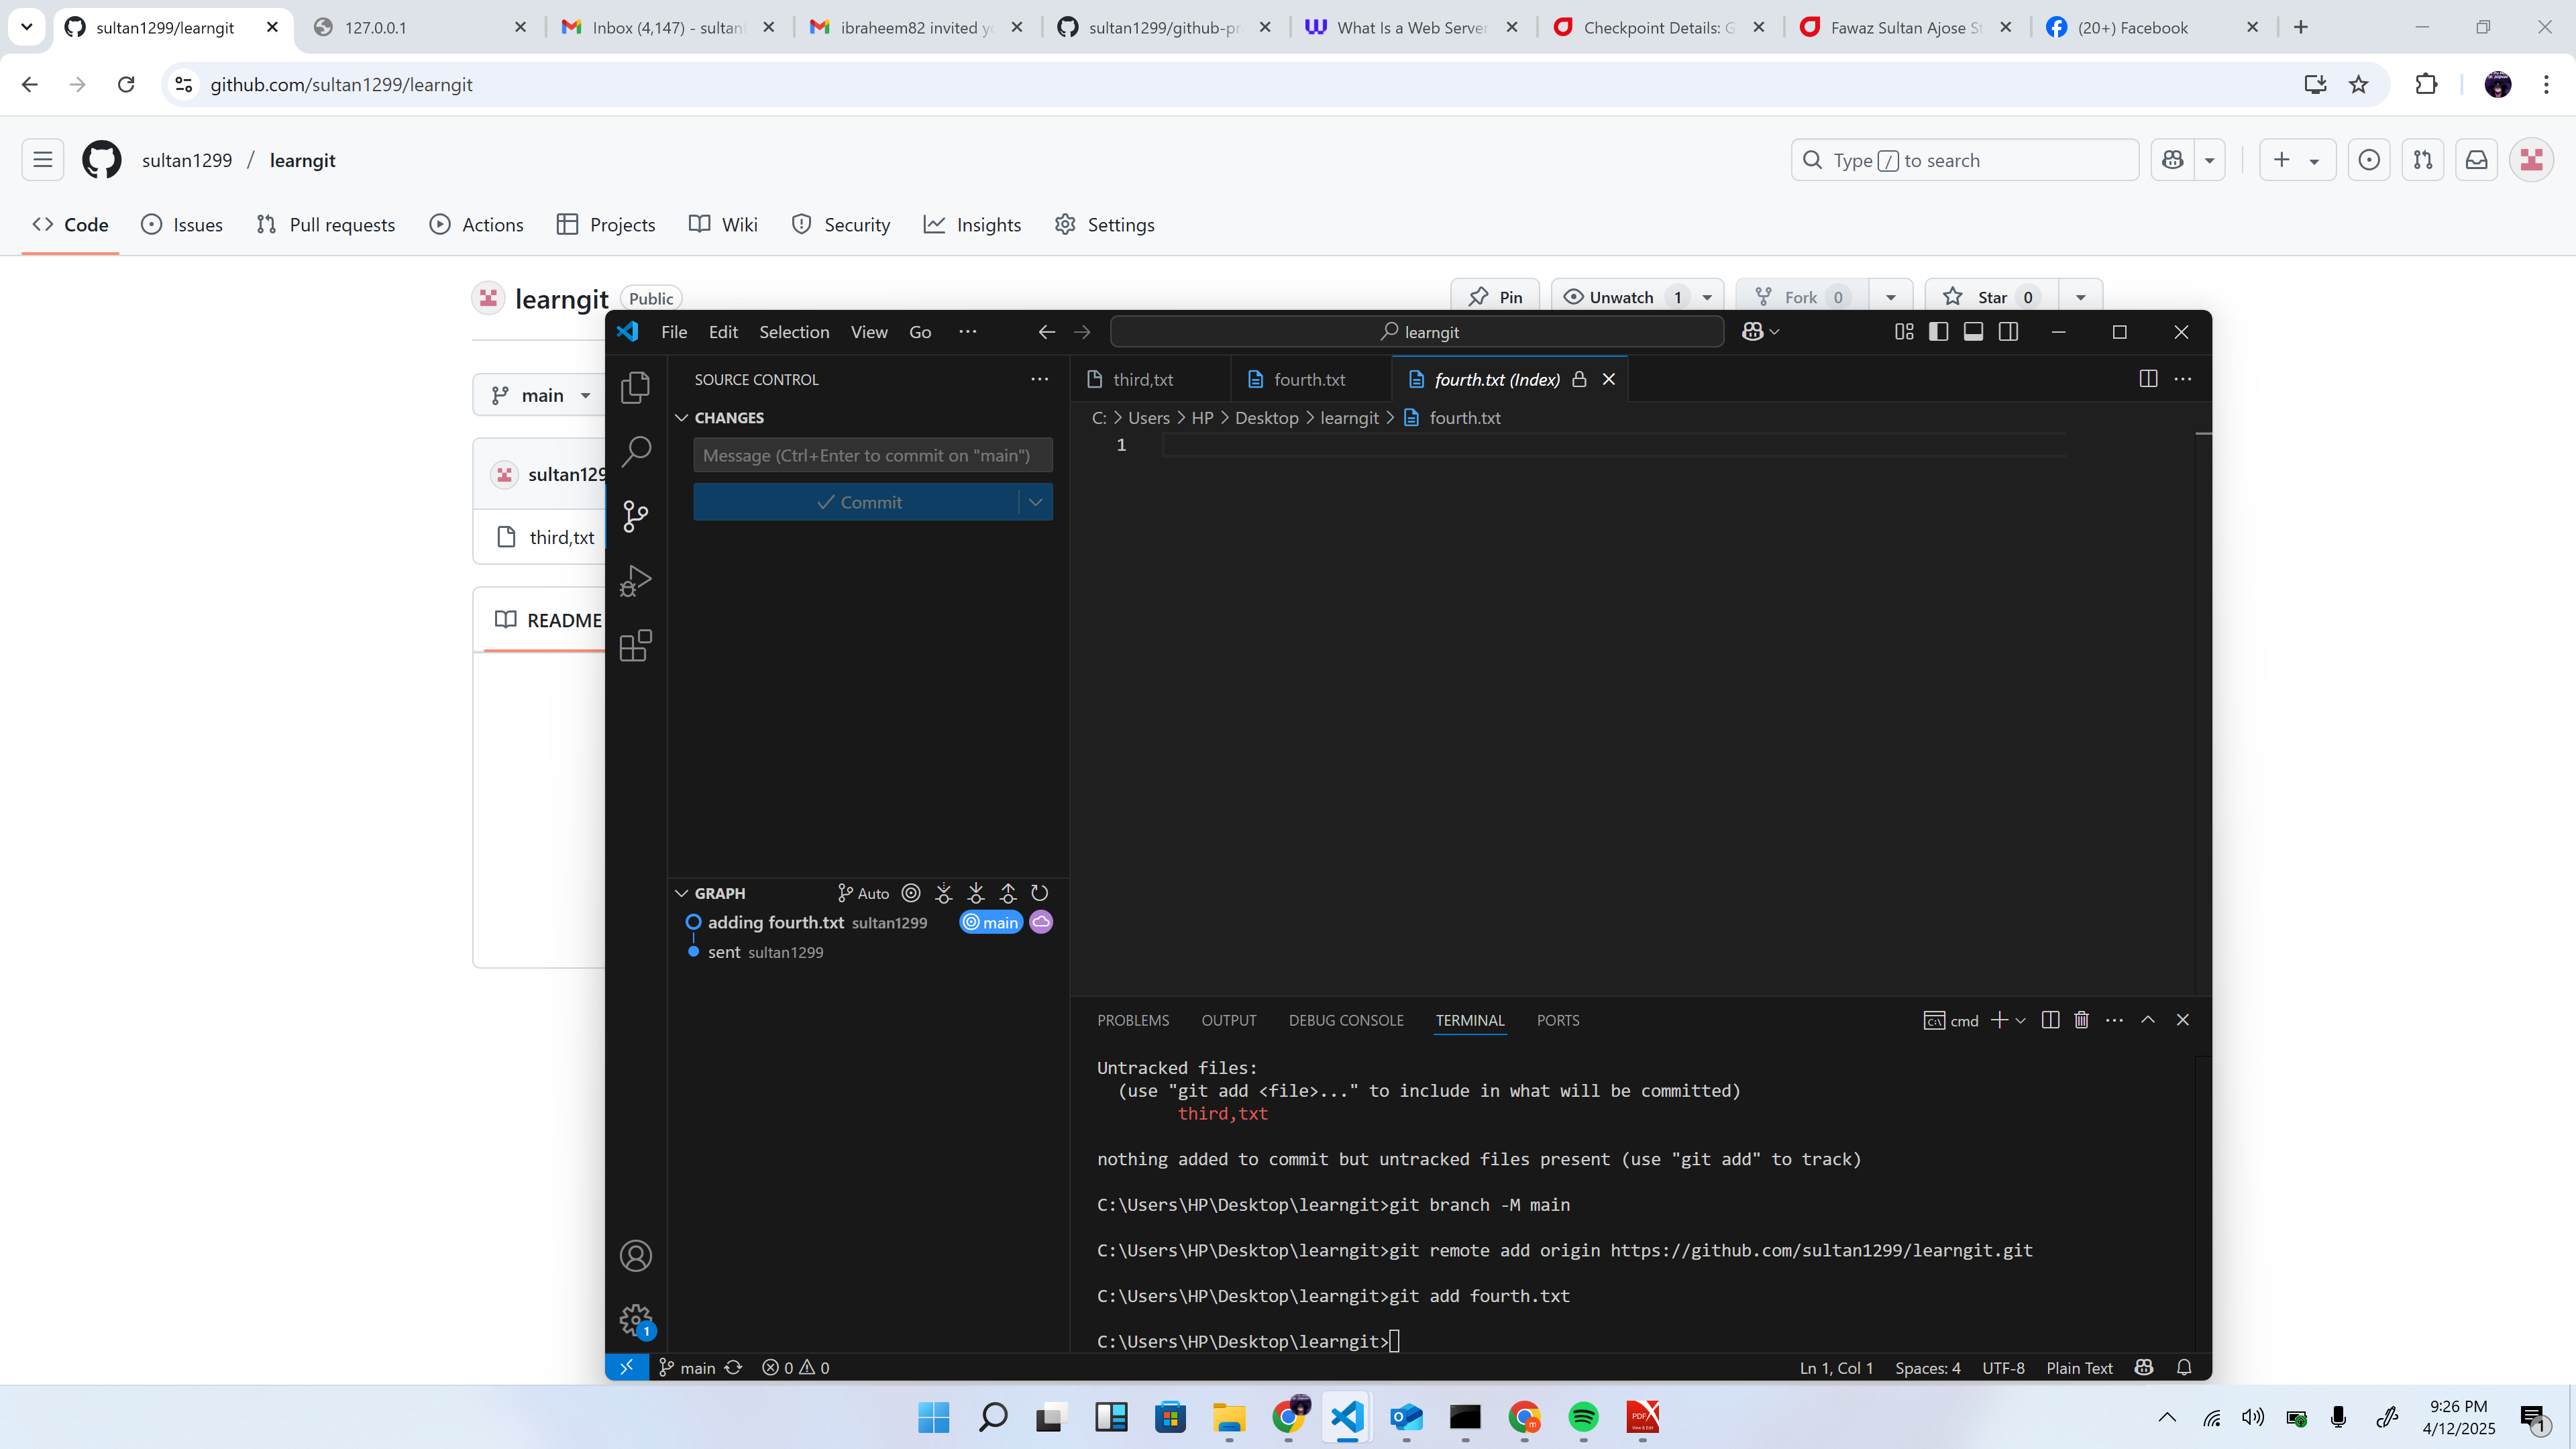 sultan1299/learngit
127.0.0.1
Inbox (4,147) - sultan
ibraheem82 invited yo
sultan1299/github-pr
What Is a Web Server
Checkpoint Details: G
Fawaz Sultan Ajose St
(20+) Facebook
github.com/sultan1299/learngit
sultan1299 / learngit
Type / to search
Code
Issues
Pull requests
Actions
Projects
Wiki
Security
Insights
Settings
learngit Public
Pin
Unwatch 1
Fork 0
Star 0
main
sultan129
third,txt
README
File Edit Selection View Go ...
learngit
SOURCE CONTROL
CHANGES
Message (Ctrl+Enter to commit on "main")
Commit
GRAPH
Auto
adding fourth.txt sultan1299
main
sent sultan1299
third,txt
fourth.txt
fourth.txt (Index)
C: > Users > HP > Desktop > learngit > fourth.txt
1
PROBLEMS OUTPUT DEBUG CONSOLE TERMINAL PORTS
cmd
Untracked files:
(use "git add <file>..." to include in what will be committed)
third,txt
nothing added to commit but untracked files present (use "git add" to track)
C:\Users\HP\Desktop\learngit>git branch -M main
C:\Users\HP\Desktop\learngit>git remote add origin https://github.com/sultan1299/learngit.git
C:\Users\HP\Desktop\learngit>git add fourth.txt
C:\Users\HP\Desktop\learngit>
1
main
0 0
Ln 1, Col 1
Spaces: 4
UTF-8
Plain Text
9:26 PM
4/12/2025
1